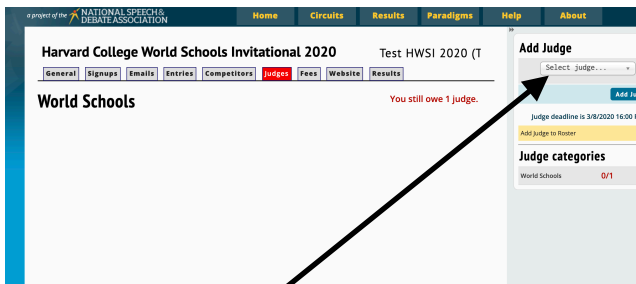 a project of the NATIONAL SPEECH & DEBATE ASSOCIATION
Home Circuits Results Paradigms Help About
Harvard College World Schools Invitational 2020 Test HWSI 2020 (T
General Signups Emails Entries Competitors Judges Fees Website Results
World Schools
You still owe 1 judge.
Add Judge
Select judge...
Add Ju
Judge deadline is 3/8/2020 16:00
Add Judge to Roster
Judge categories
World Schools 0/1